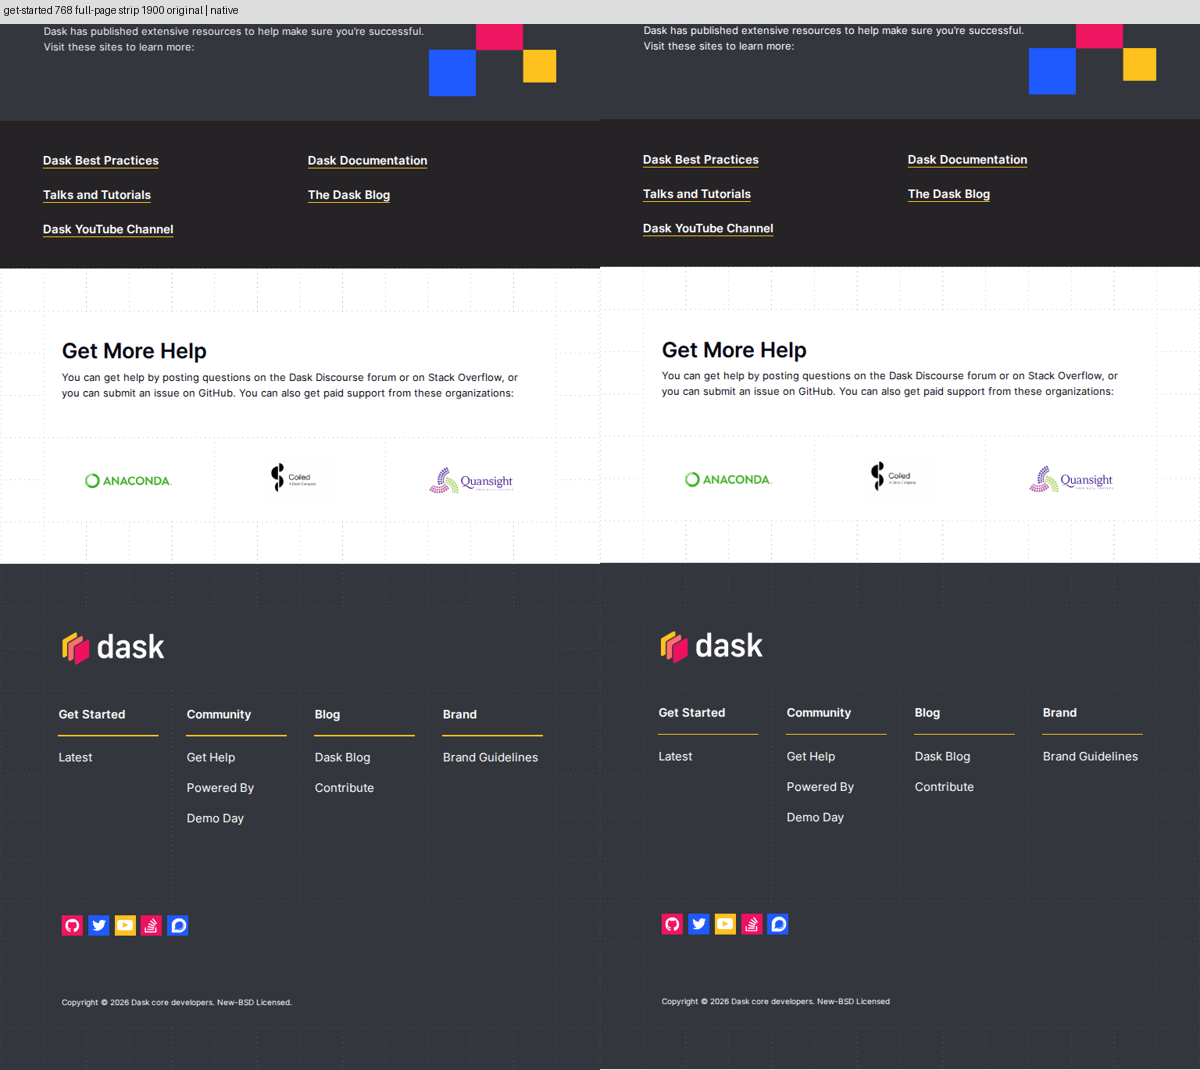 get-started 768 full-page strip 1900 original | native
Dask has published extensive resources to help make sure you're successful.
Visit these sites to learn more:
Dask Best Practices
Dask Documentation
Talks and Tutorials
The Dask Blog
Dask YouTube Channel
Get More Help
You can get help by posting questions on the Dask Discourse forum or on Stack Overflow, or
you can submit an issue on GitHub. You can also get paid support from these organizations:
ANACONDA
Coiled
Quansight
dask
Get Started
Community
Blog
Brand
Latest
Get Help
Dask Blog
Brand Guidelines
Powered By
Contribute
Demo Day
Copyright © 2026 Dask core developers. New-BSD Licensed.
Dask has published extensive resources to help make sure you're successful.
Visit these sites to learn more:
Dask Best Practices
Dask Documentation
Talks and Tutorials
The Dask Blog
Dask YouTube Channel
Get More Help
You can get help by posting questions on the Dask Discourse forum or on Stack Overflow, or
you can submit an issue on GitHub. You can also get paid support from these organizations:
ANACONDA
Coiled
Quansight
dask
Get Started
Community
Blog
Brand
Latest
Get Help
Dask Blog
Brand Guidelines
Powered By
Contribute
Demo Day
Copyright © 2026 Dask core developers. New-BSD Licensed